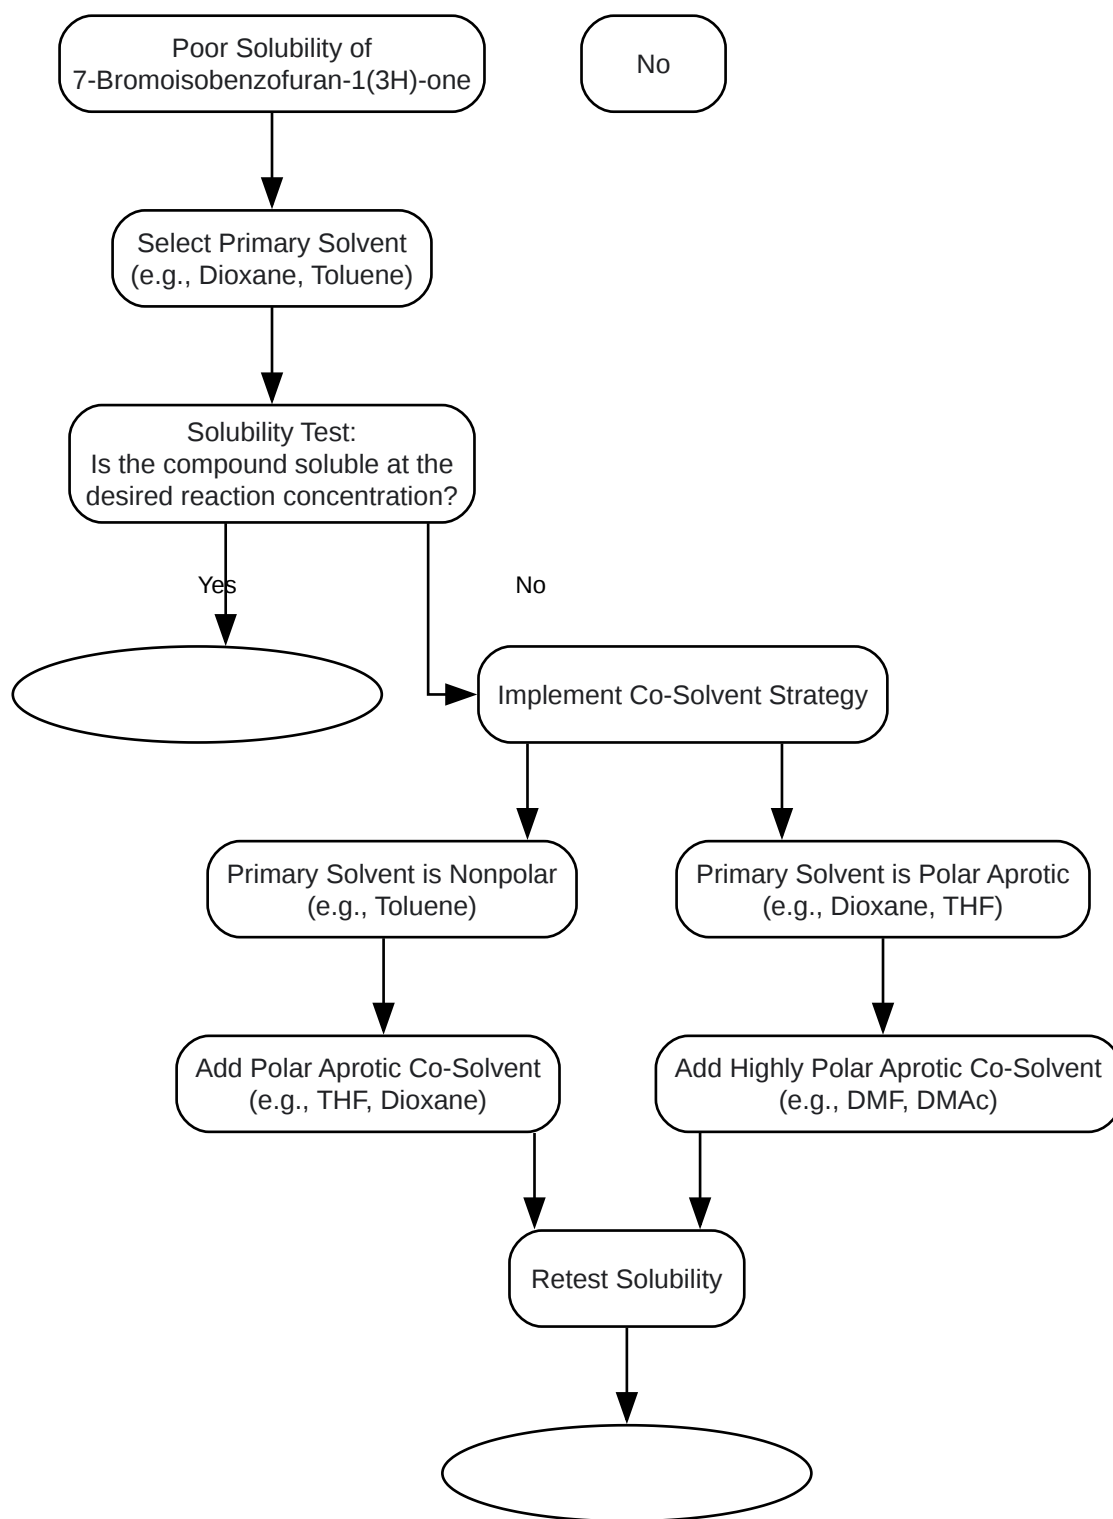 Poor Solubility of
7-Bromoisobenzofuran-1(3H)-one
No
Select Primary Solvent
(e.g., Dioxane, Toluene)
Solubility Test:
Is the compound soluble at the
desired reaction concentration?
Yes
No
Implement Co-Solvent Strategy
Primary Solvent is Nonpolar
(e.g., Toluene)
Primary Solvent is Polar Aprotic
(e.g., Dioxane, THF)
Add Polar Aprotic Co-Solvent
(e.g., THF, Dioxane)
Add Highly Polar Aprotic Co-Solvent
(e.g., DMF, DMAc)
Retest Solubility